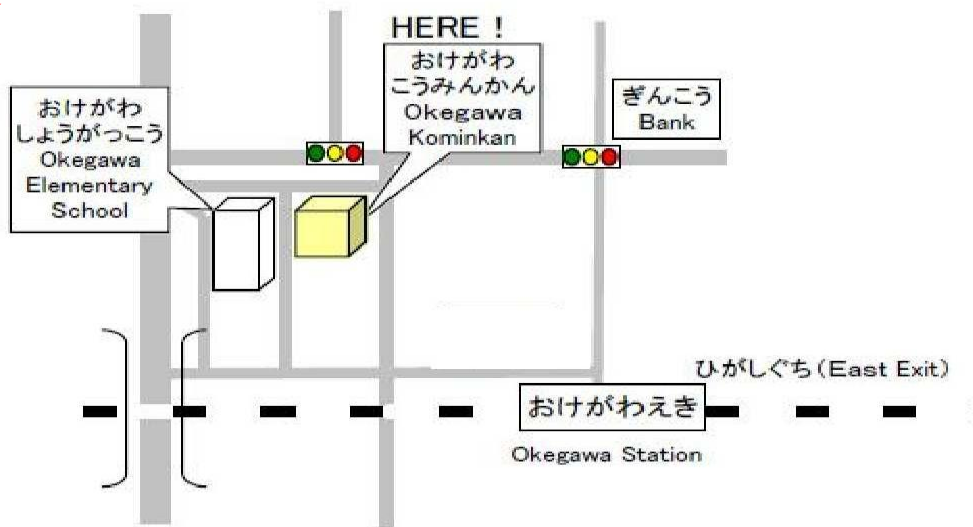 HERE！
おけがわ
こうみんかん
Okegawa
Kominkan
おけがわ
しょうがっこう
Okegawa
Elementary
School
ぎんこう
Bank
ひがしぐち（East Exit）
おけがわえき
Okegawa Station